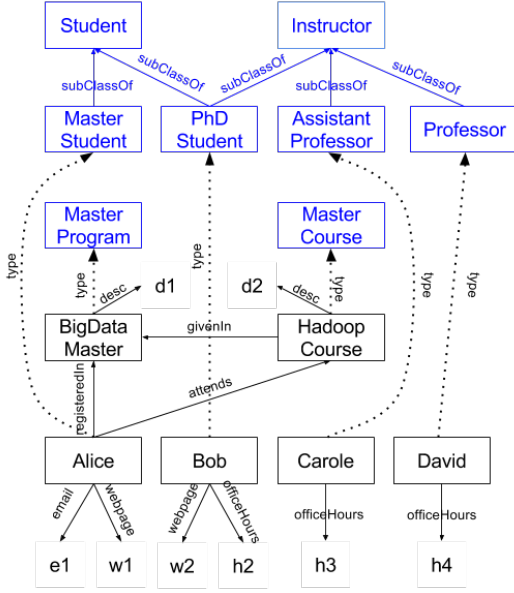 Student
Instructor
subClassOf
subClassOf
subClassOf
subClassOf
subClassOf
Master
Student
PhD
Student
Assistant
Professor
Professor
type
Master
Program
type
Master
Course
type
type
type
type
desc
d1
d2
desc
BigData
Master
givenIn
Hadoop
Course
registeredIn
attends
Alice
Bob
Carole
David
email
webpage
webpage
officeHours
officeHours
officeHours
e1
w1
w2
h2
h3
h4